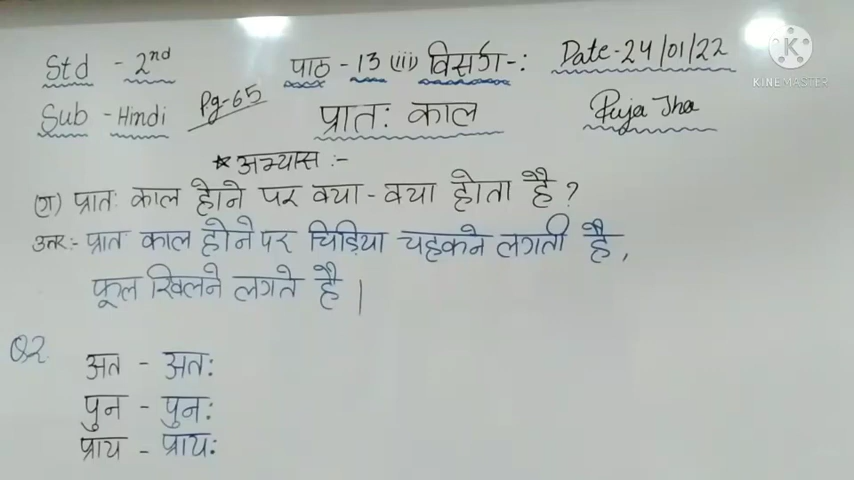 Std - 2nd पाठ - 13 (ii) विसर्ग -: Date - 24/01/22
KINEMASTER
Sub - Hindi Pg-65 प्रातः काल Puja Jha
* अभ्यास :-
(ग) प्रातः काल होने पर क्या - क्या होता है ?
उत्तर :- प्रातः काल होने पर चिड़िया चहकने लगती है,
फूल खिलने लगते है |
Q2.
अत - अतः
पुन - पुनः
प्राय - प्रायः